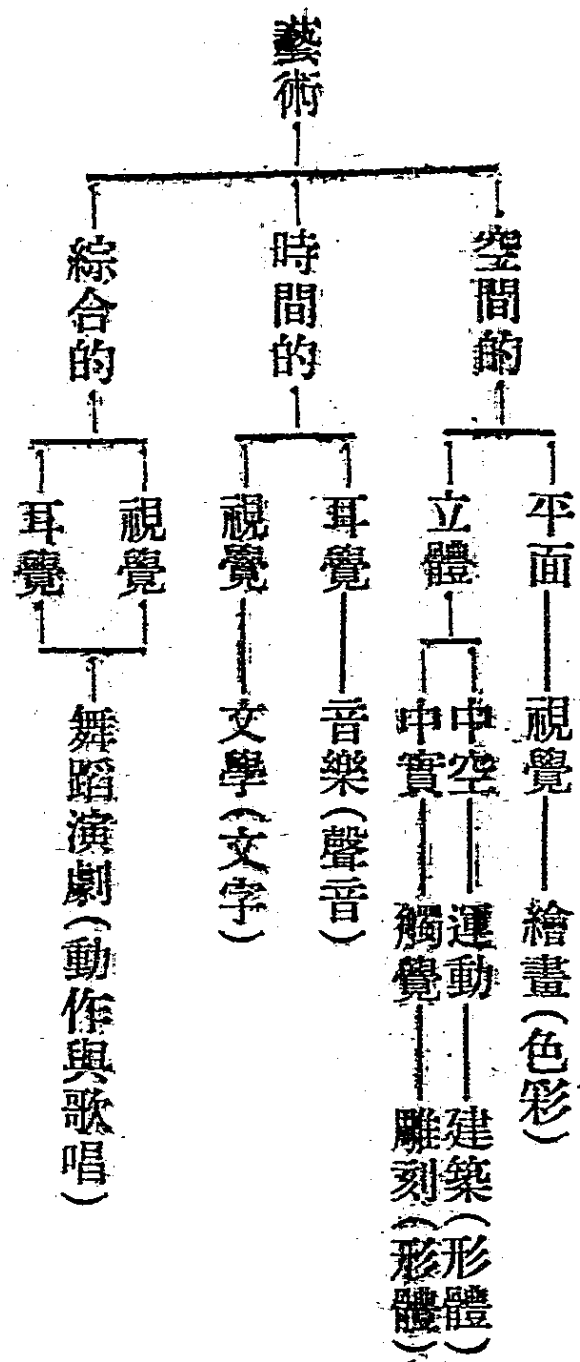 藝術
空間的
平面
視覺
繪畫(色彩)
立體
中空
運動
建築(形體)
中實
觸覺
雕刻(形體)
時間的
耳覺
音樂(聲音)
視覺
文學(文字)
綜合的
視覺
耳覺
舞蹈演劇(動作與歌唱)